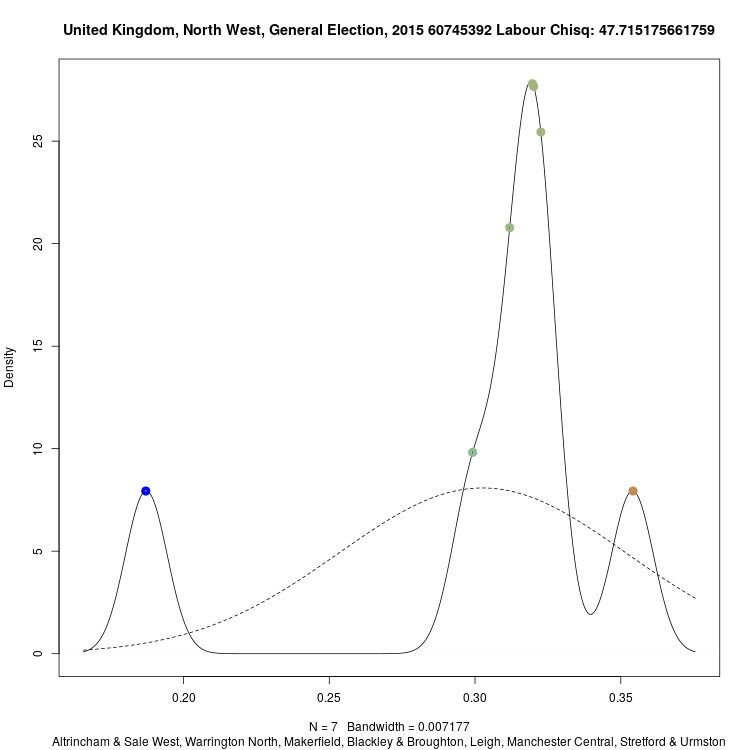 United Kingdom, North West, General Election, 2015 60745392 Labour Chisq: 47.715175661759
Density
25
20
15
10
5
0
0.20 0.25 0.30 0.35
N = 7 Bandwidth = 0.007177
Altrincham & Sale West, Warrington North, Makerfield, Blackley & Broughton, Leigh, Manchester Central, Stretford & Urmston